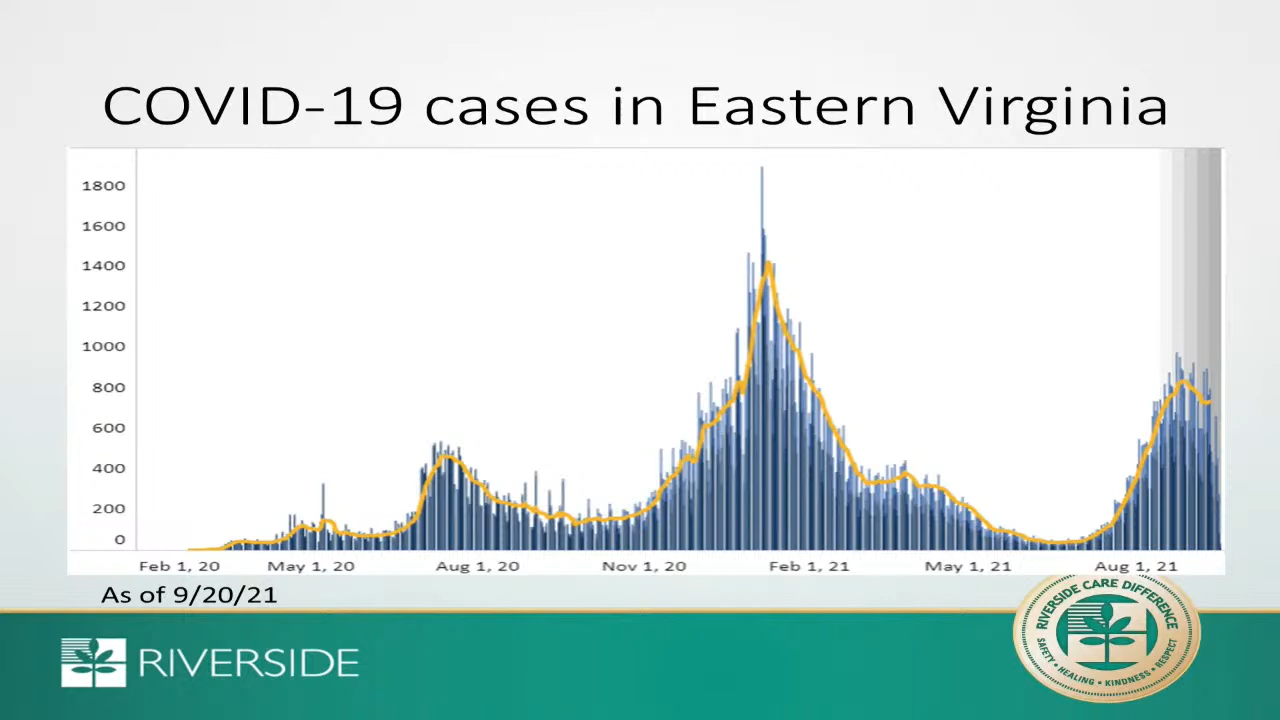 COVID-19 cases in Eastern Virginia
1800
1600
1400
1200
1000
800
600
400
200
0
Feb 1, 20 May 1, 20 Aug 1, 20 Nov 1, 20 Feb 1, 21 May 1, 21 Aug 1, 21
As of 9/20/21
RIVERSIDE CARE DIFFERENCE
SAFETY • HEALING • KINDNESS • RESPECT
RIVERSIDE